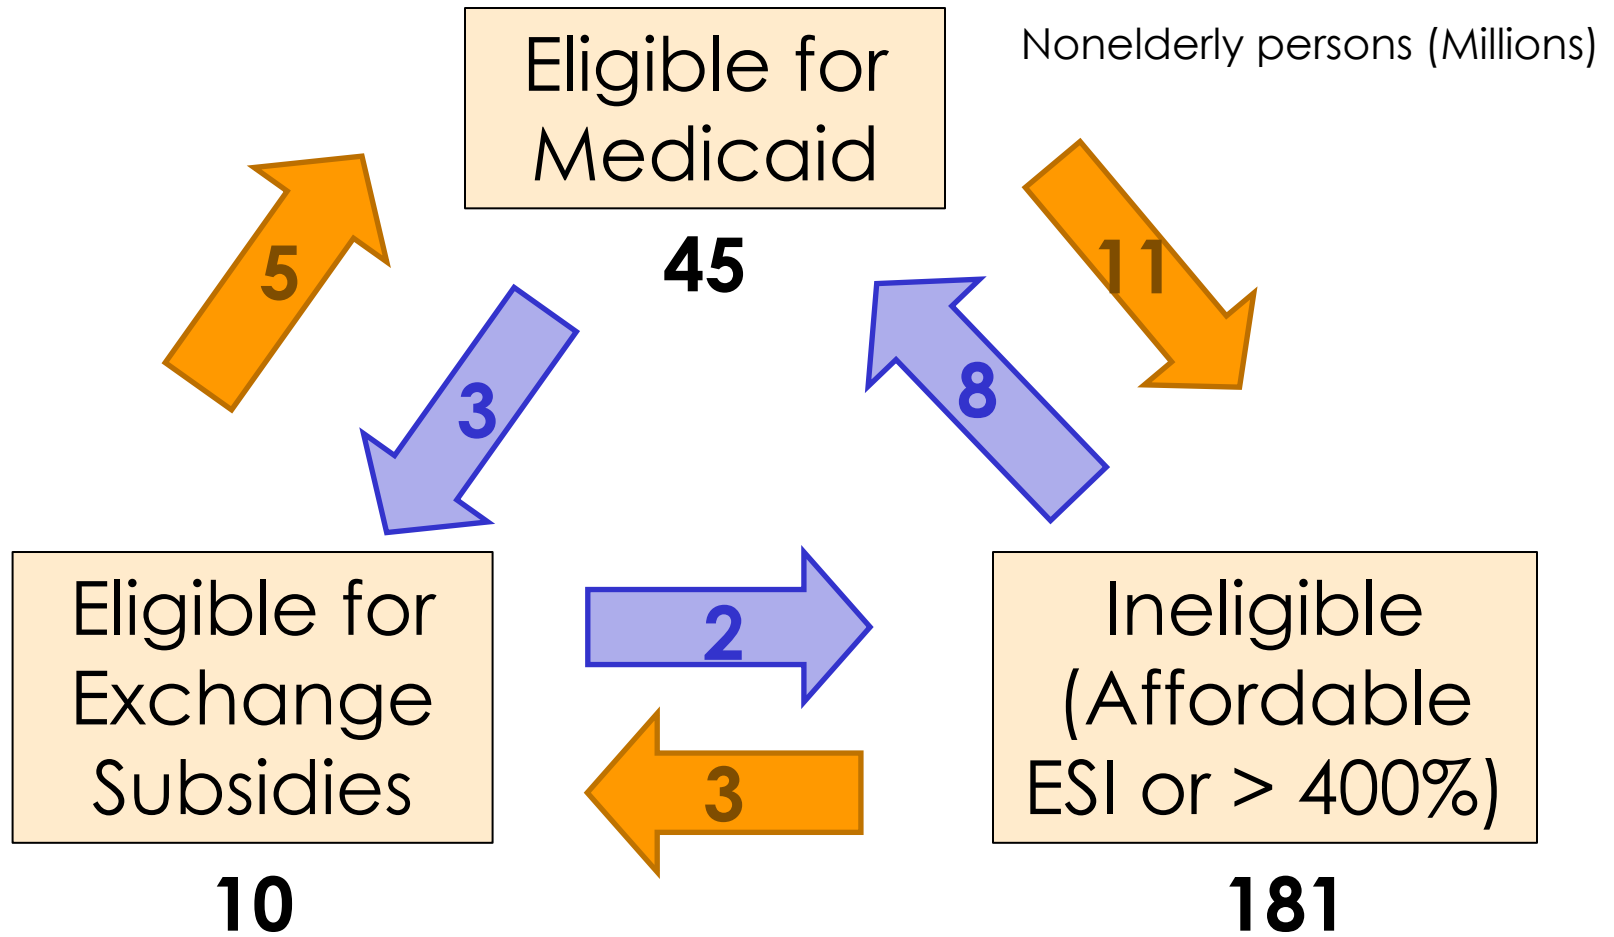 Eligible for
Medicaid
45
Nonelderly persons (Millions)
5
3
11
8
Eligible for
Exchange
Subsidies
10
2
3
Ineligible
(Affordable
ESI or > 400%)
181